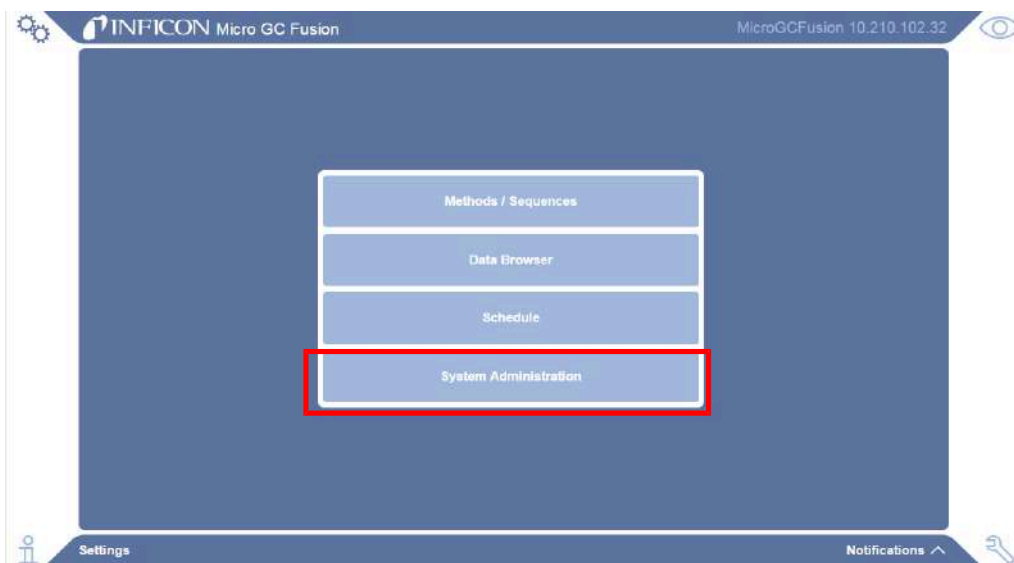 INFICON Micro GC Fusion
MicroGCFusion 10.210.102.32
Methods / Sequences
Data Browser
Schedule
System Administration
Settings
Notifications